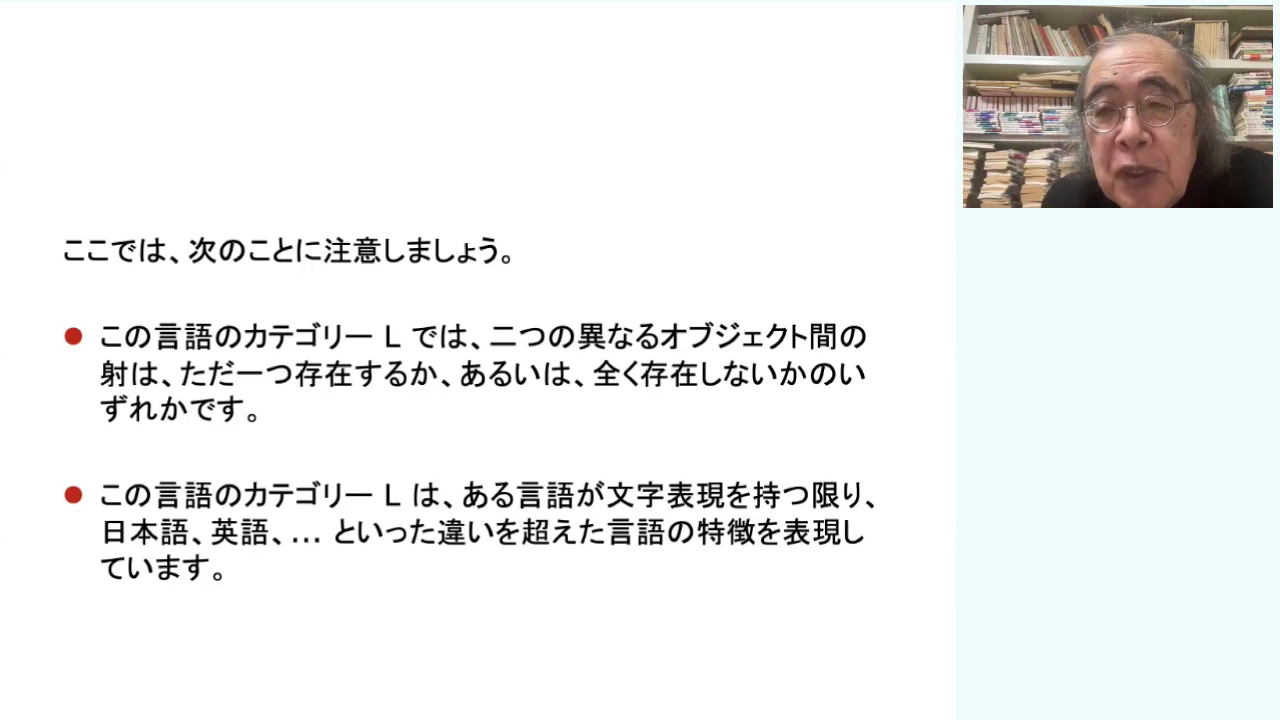 ここでは、次のことに注意しましょう。
● この言語のカテゴリー L では、二つの異なるオブジェクト間の
射は、ただ一つ存在するか、あるいは、全く存在しないかのい
ずれかです。
● この言語のカテゴリー L は、ある言語が文字表現を持つ限り、
日本語、英語、... といった違いを超えた言語の特徴を表現し
ています。